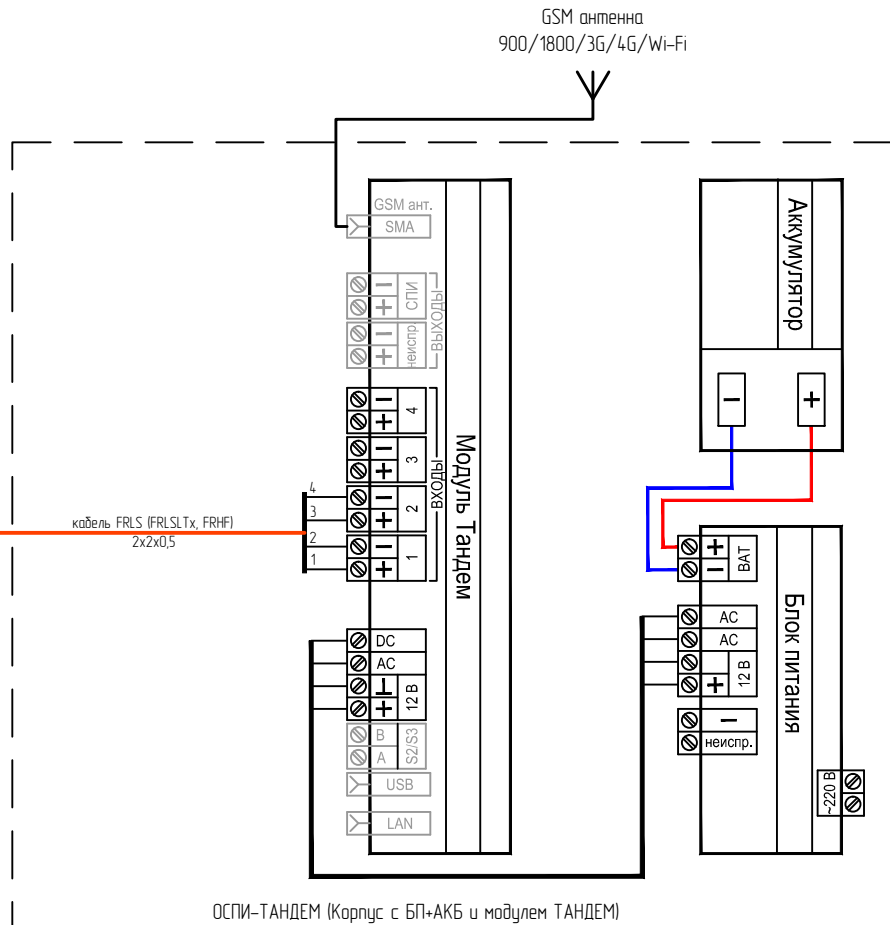 GSM антенна
900/1800/3G/4G/Wi-Fi
GSM ант.
SMA
СПИ
неиспр.
ВЫХОДЫ
4
3
2
1
ВХОДЫ
4
3
2
1
кабель FRLS (FRLSLTx, FRHF)
2x2x0,5
DC
AC
12 В
B
A
S2/S3
USB
LAN
Модуль Тандем
Аккумулятор
− +
+
−
BAT
AC
AC
12 В
+
−
неиспр.
~220 В
Блок питания
ОСПИ-ТАНДЕМ (Корпус с БП+АКБ и модулем ТАНДЕМ)